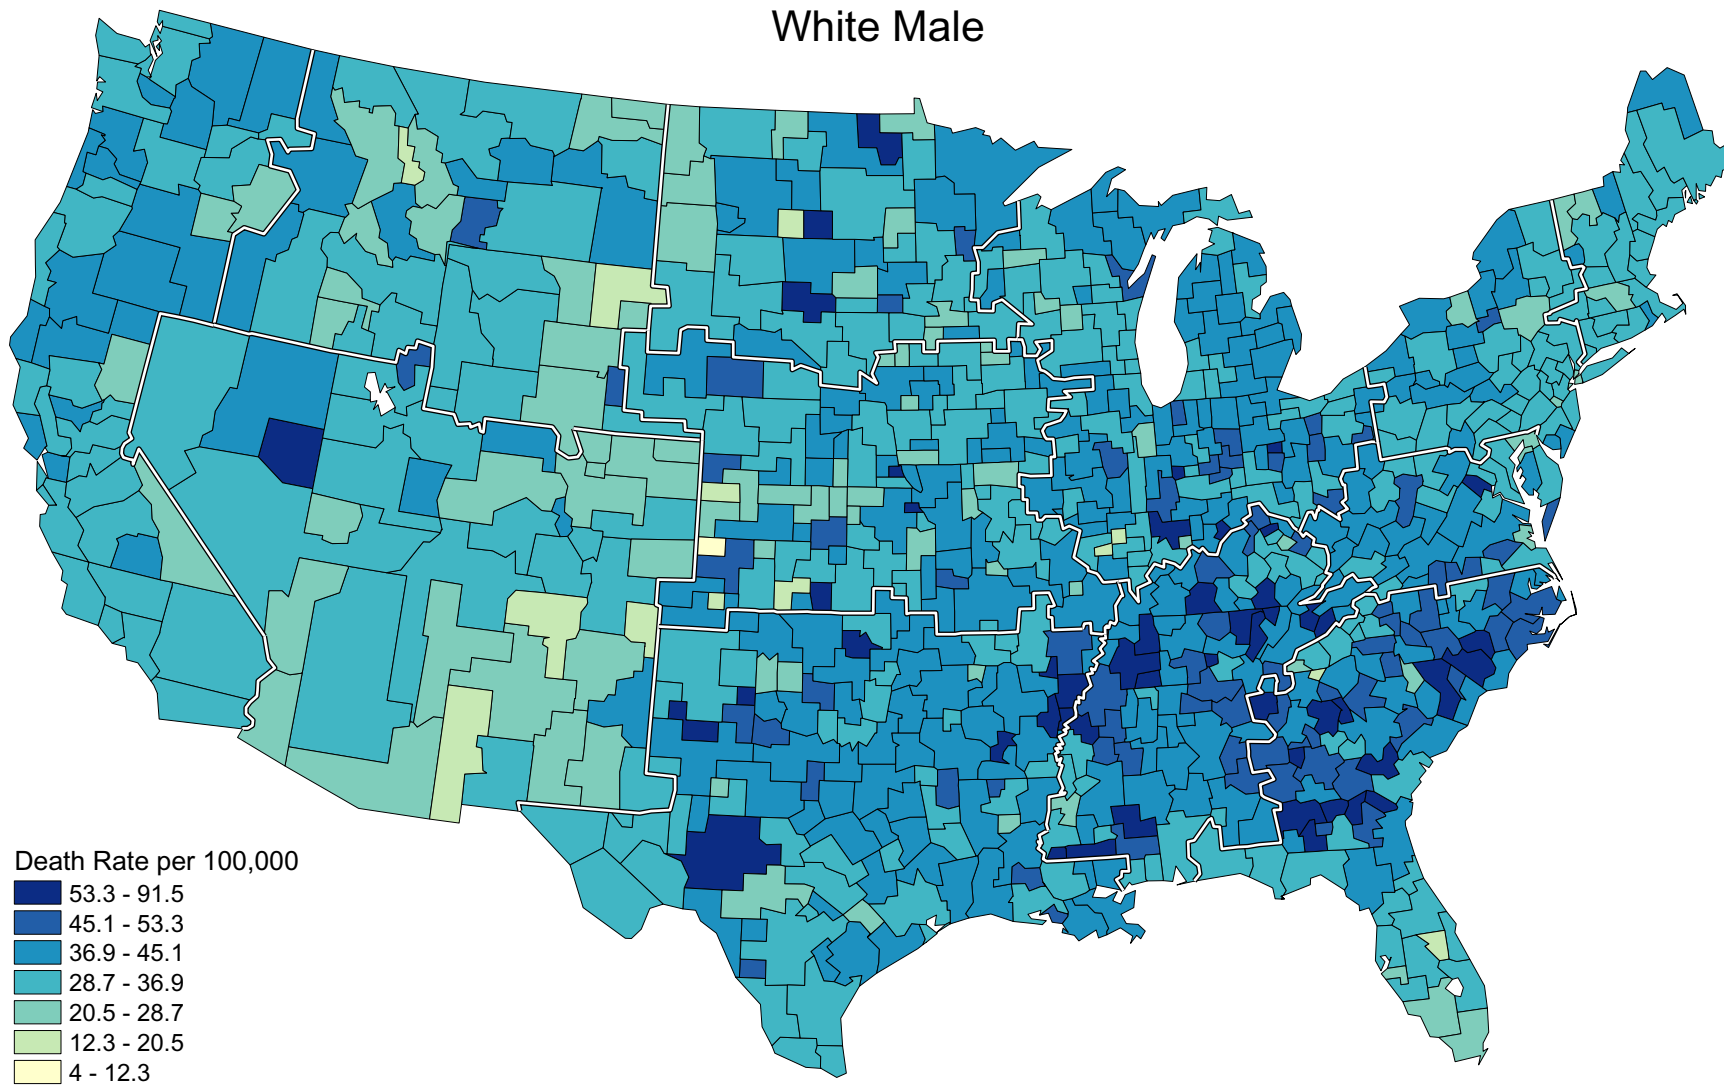 White Male
Death Rate per 100,000
53.3 - 91.5
45.1 - 53.3
36.9 - 45.1
28.7 - 36.9
20.5 - 28.7
12.3 - 20.5
4 - 12.3